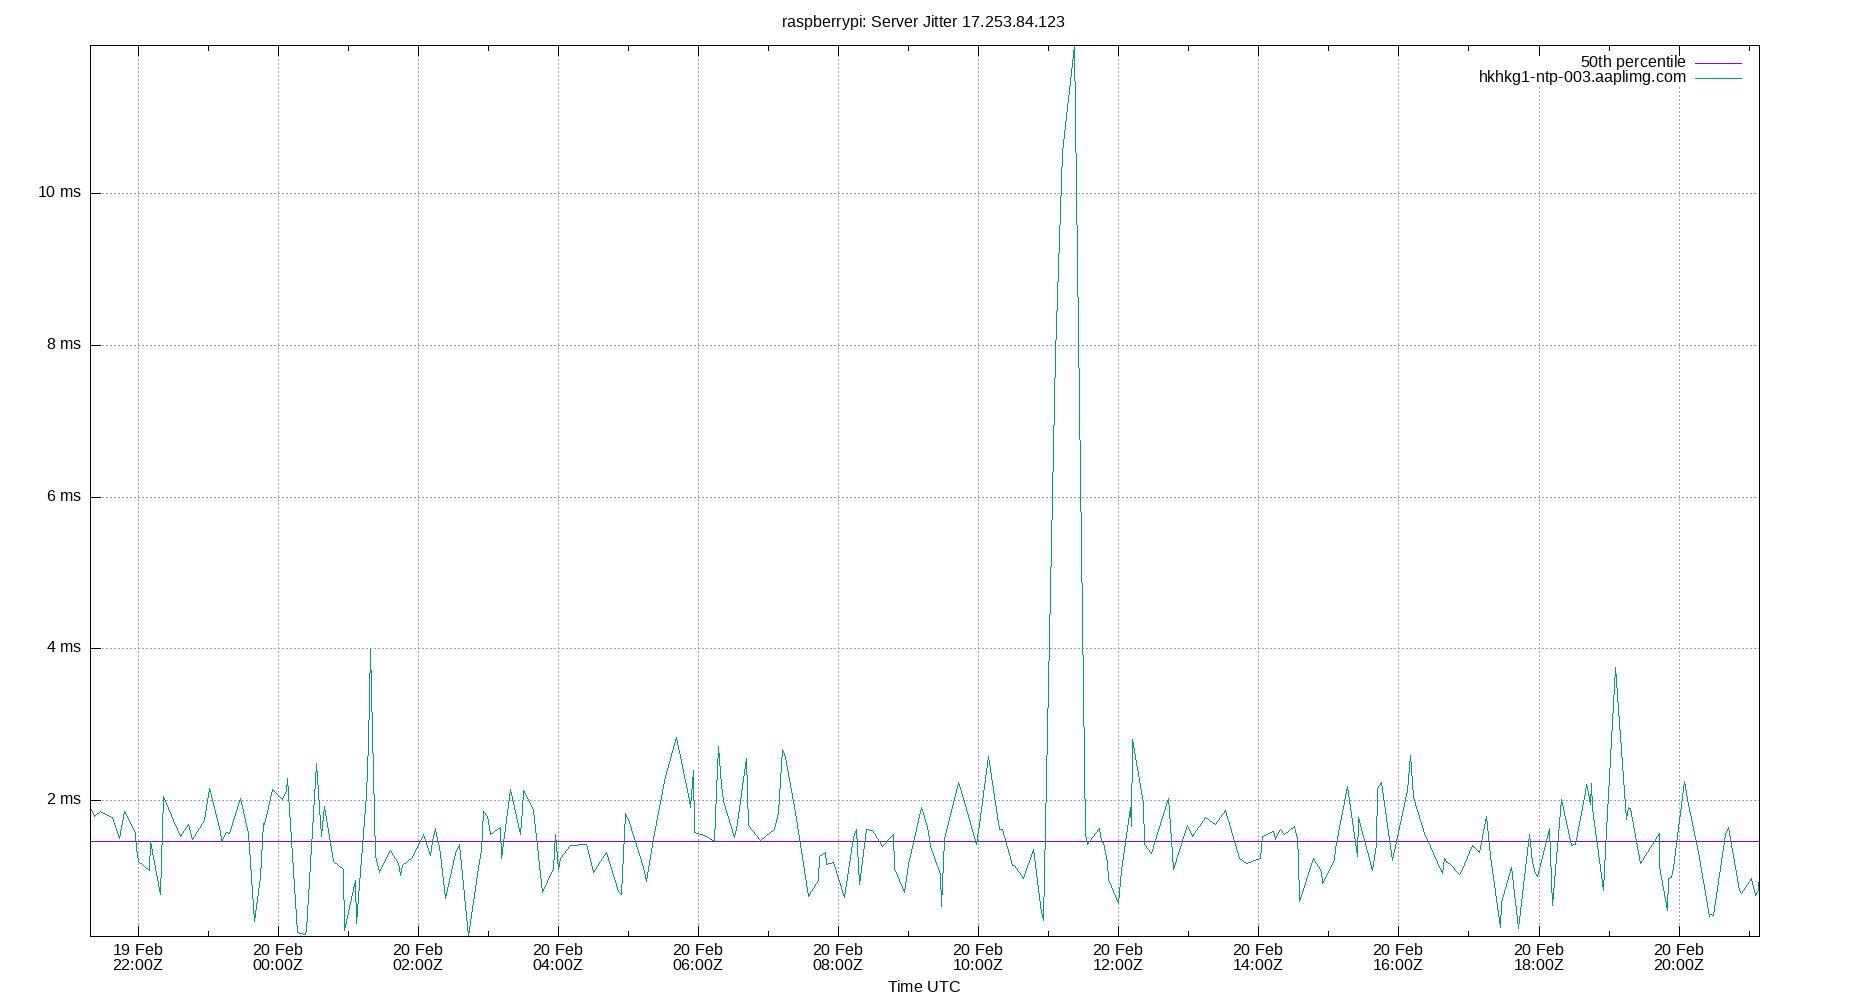 raspberrypi: Server Jitter 17.253.84.123
50th percentile
hkhkg1-ntp-003.aaplimg.com
10 ms
8 ms
6 ms
4 ms
2 ms
19 Feb 20 Feb 20 Feb 20 Feb 20 Feb 20 Feb 20 Feb 20 Feb 20 Feb 20 Feb 20 Feb 20 Feb
22:00Z 00:00Z 02:00Z 04:00Z 06:00Z 08:00Z 10:00Z 12:00Z 14:00Z 16:00Z 18:00Z 20:00Z
Time UTC